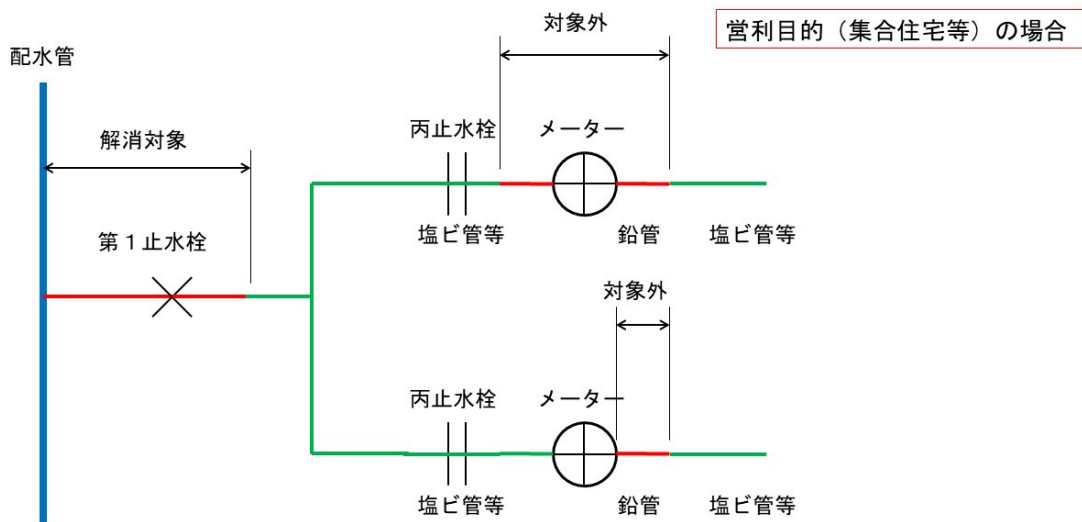 営利目的（集合住宅等）の場合
対象外
配水管
解消対象
丙止水栓
メーター
塩ビ管等
鉛管
塩ビ管等
第１止水栓
対象外
丙止水栓
メーター
塩ビ管等
鉛管
塩ビ管等